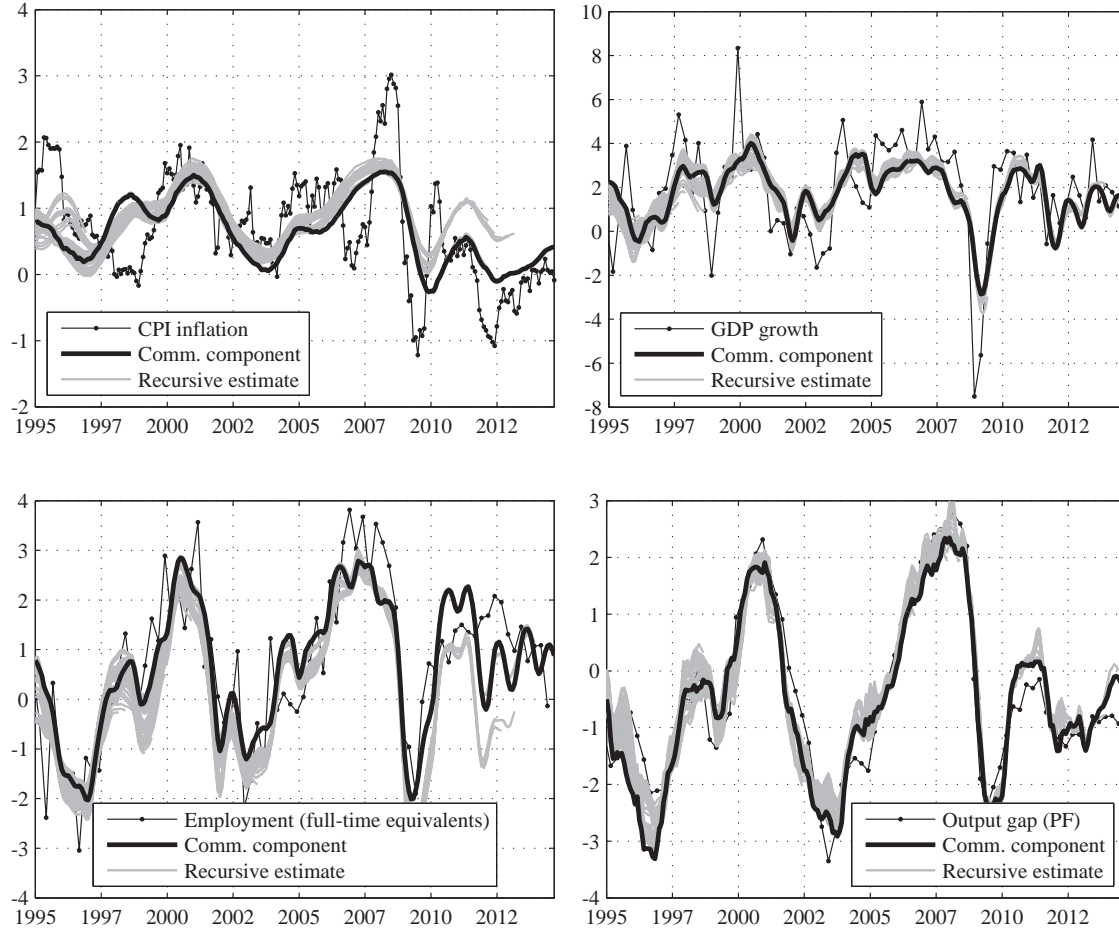 4
3
2
1
0
-1
-2
1995 1997 2000 2002 2005 2007 2010 2012
CPI inflation
Comm. component
Recursive estimate
10
8
6
4
2
0
-2
-4
-6
-8
1995 1997 2000 2002 2005 2007 2010 2012
GDP growth
Comm. component
Recursive estimate
4
3
2
1
0
-1
-2
-3
-4
1995 1997 2000 2002 2005 2007 2010 2012
Employment (full-time equivalents)
Comm. component
Recursive estimate
3
2
1
0
-1
-2
-3
-4
1995 1997 2000 2002 2005 2007 2010 2012
Output gap (PF)
Comm. component
Recursive estimate